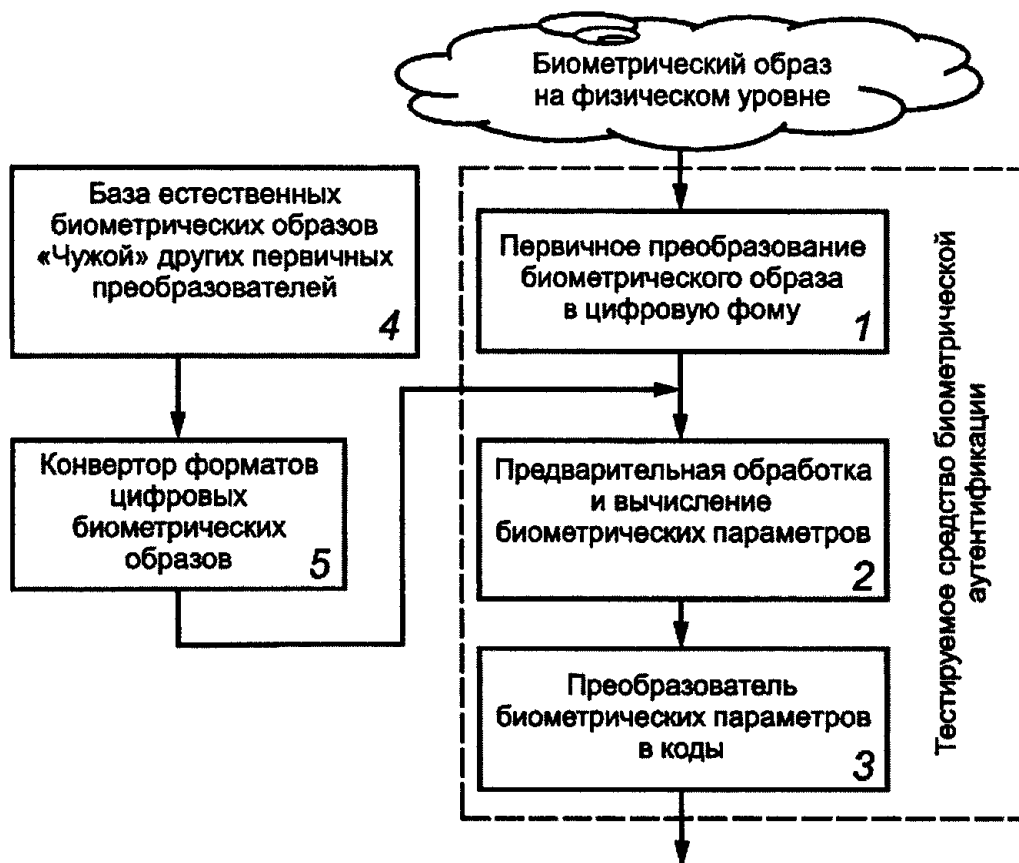 Биометрический образ
на физическом уровне
База естественных
биометрических образов
«Чужой» других первичных
преобразователей
4
Первичное преобразование
биометрического образа
в цифровую фому
1
Конвертор форматов
цифровых
биометрических
образов
5
Предварительная обработка
и вычисление
биометрических параметров
2
Преобразователь
биометрических параметров
в коды
3
Тестируемое средство биометрической
аутентификации